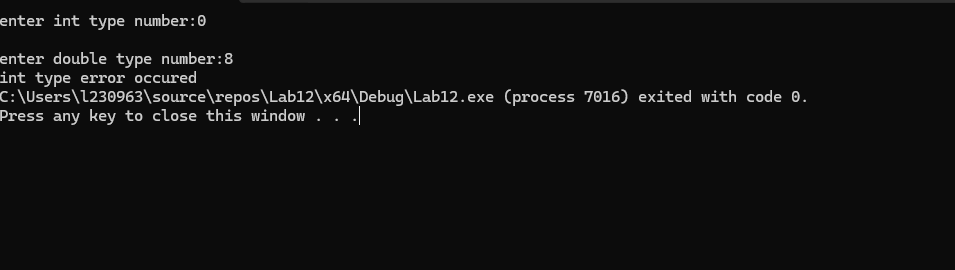 enter int type number:0
enter double type number:8
int type error occured
C:\Users\l230963\source\repos\Lab12\x64\Debug\Lab12.exe (process 7016) exited with code 0.
Press any key to close this window . . .